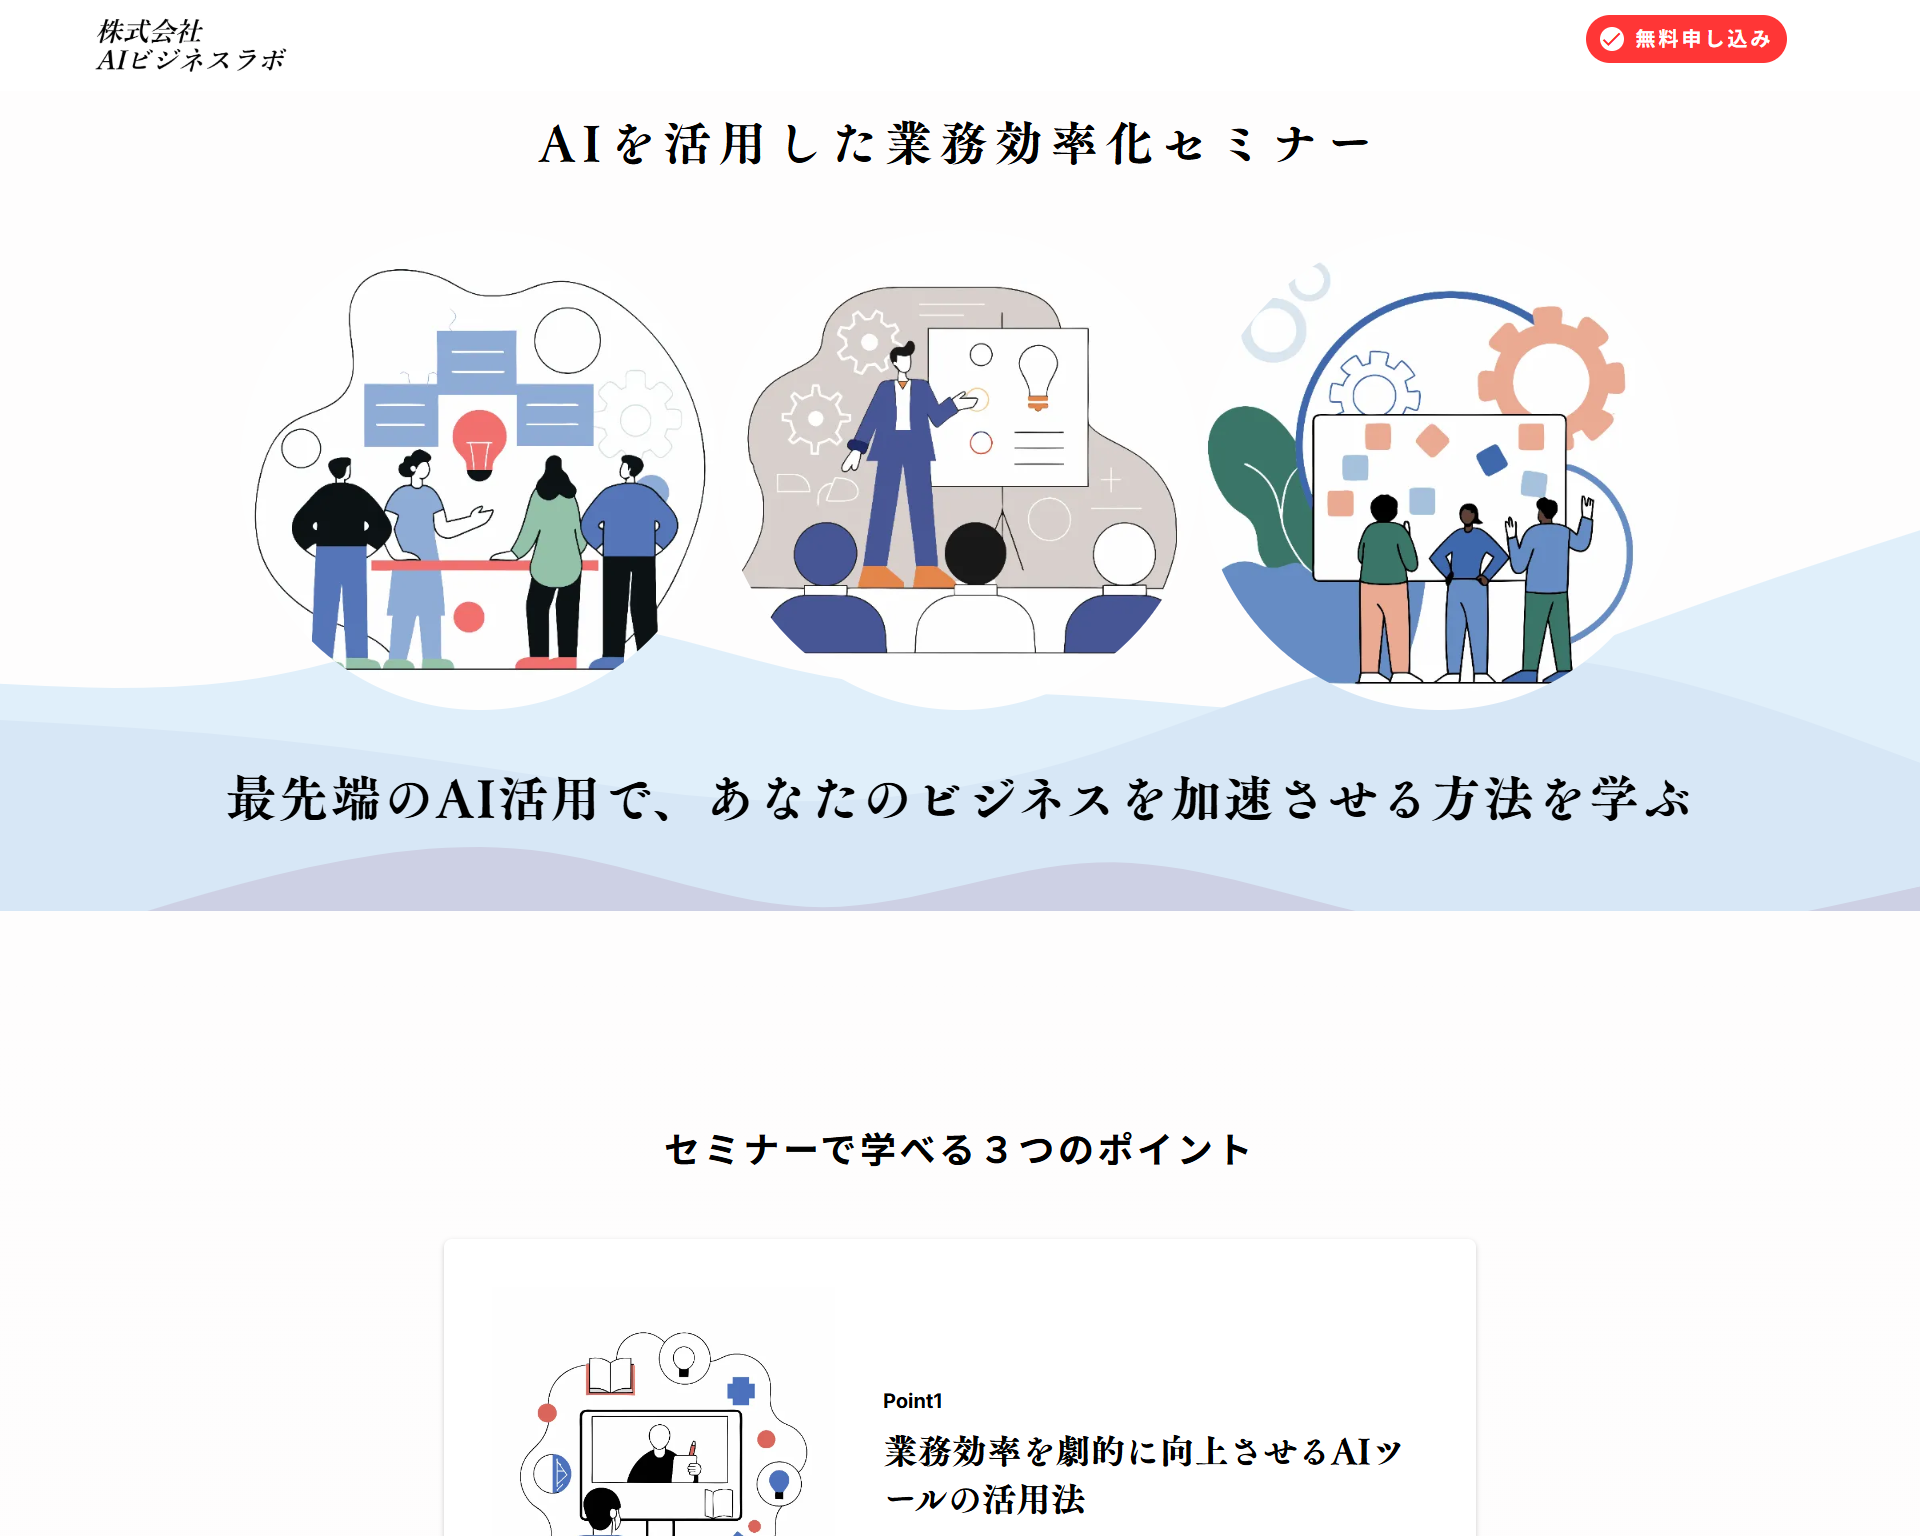 株式会社
AIビジネスラボ
無料申し込み
AIを活用した業務効率化セミナー
最先端のAI活用で、あなたのビジネスを加速させる方法を学ぶ
セミナーで学べる３つのポイント
Point1
業務効率を劇的に向上させるAIツ
ールの活用法